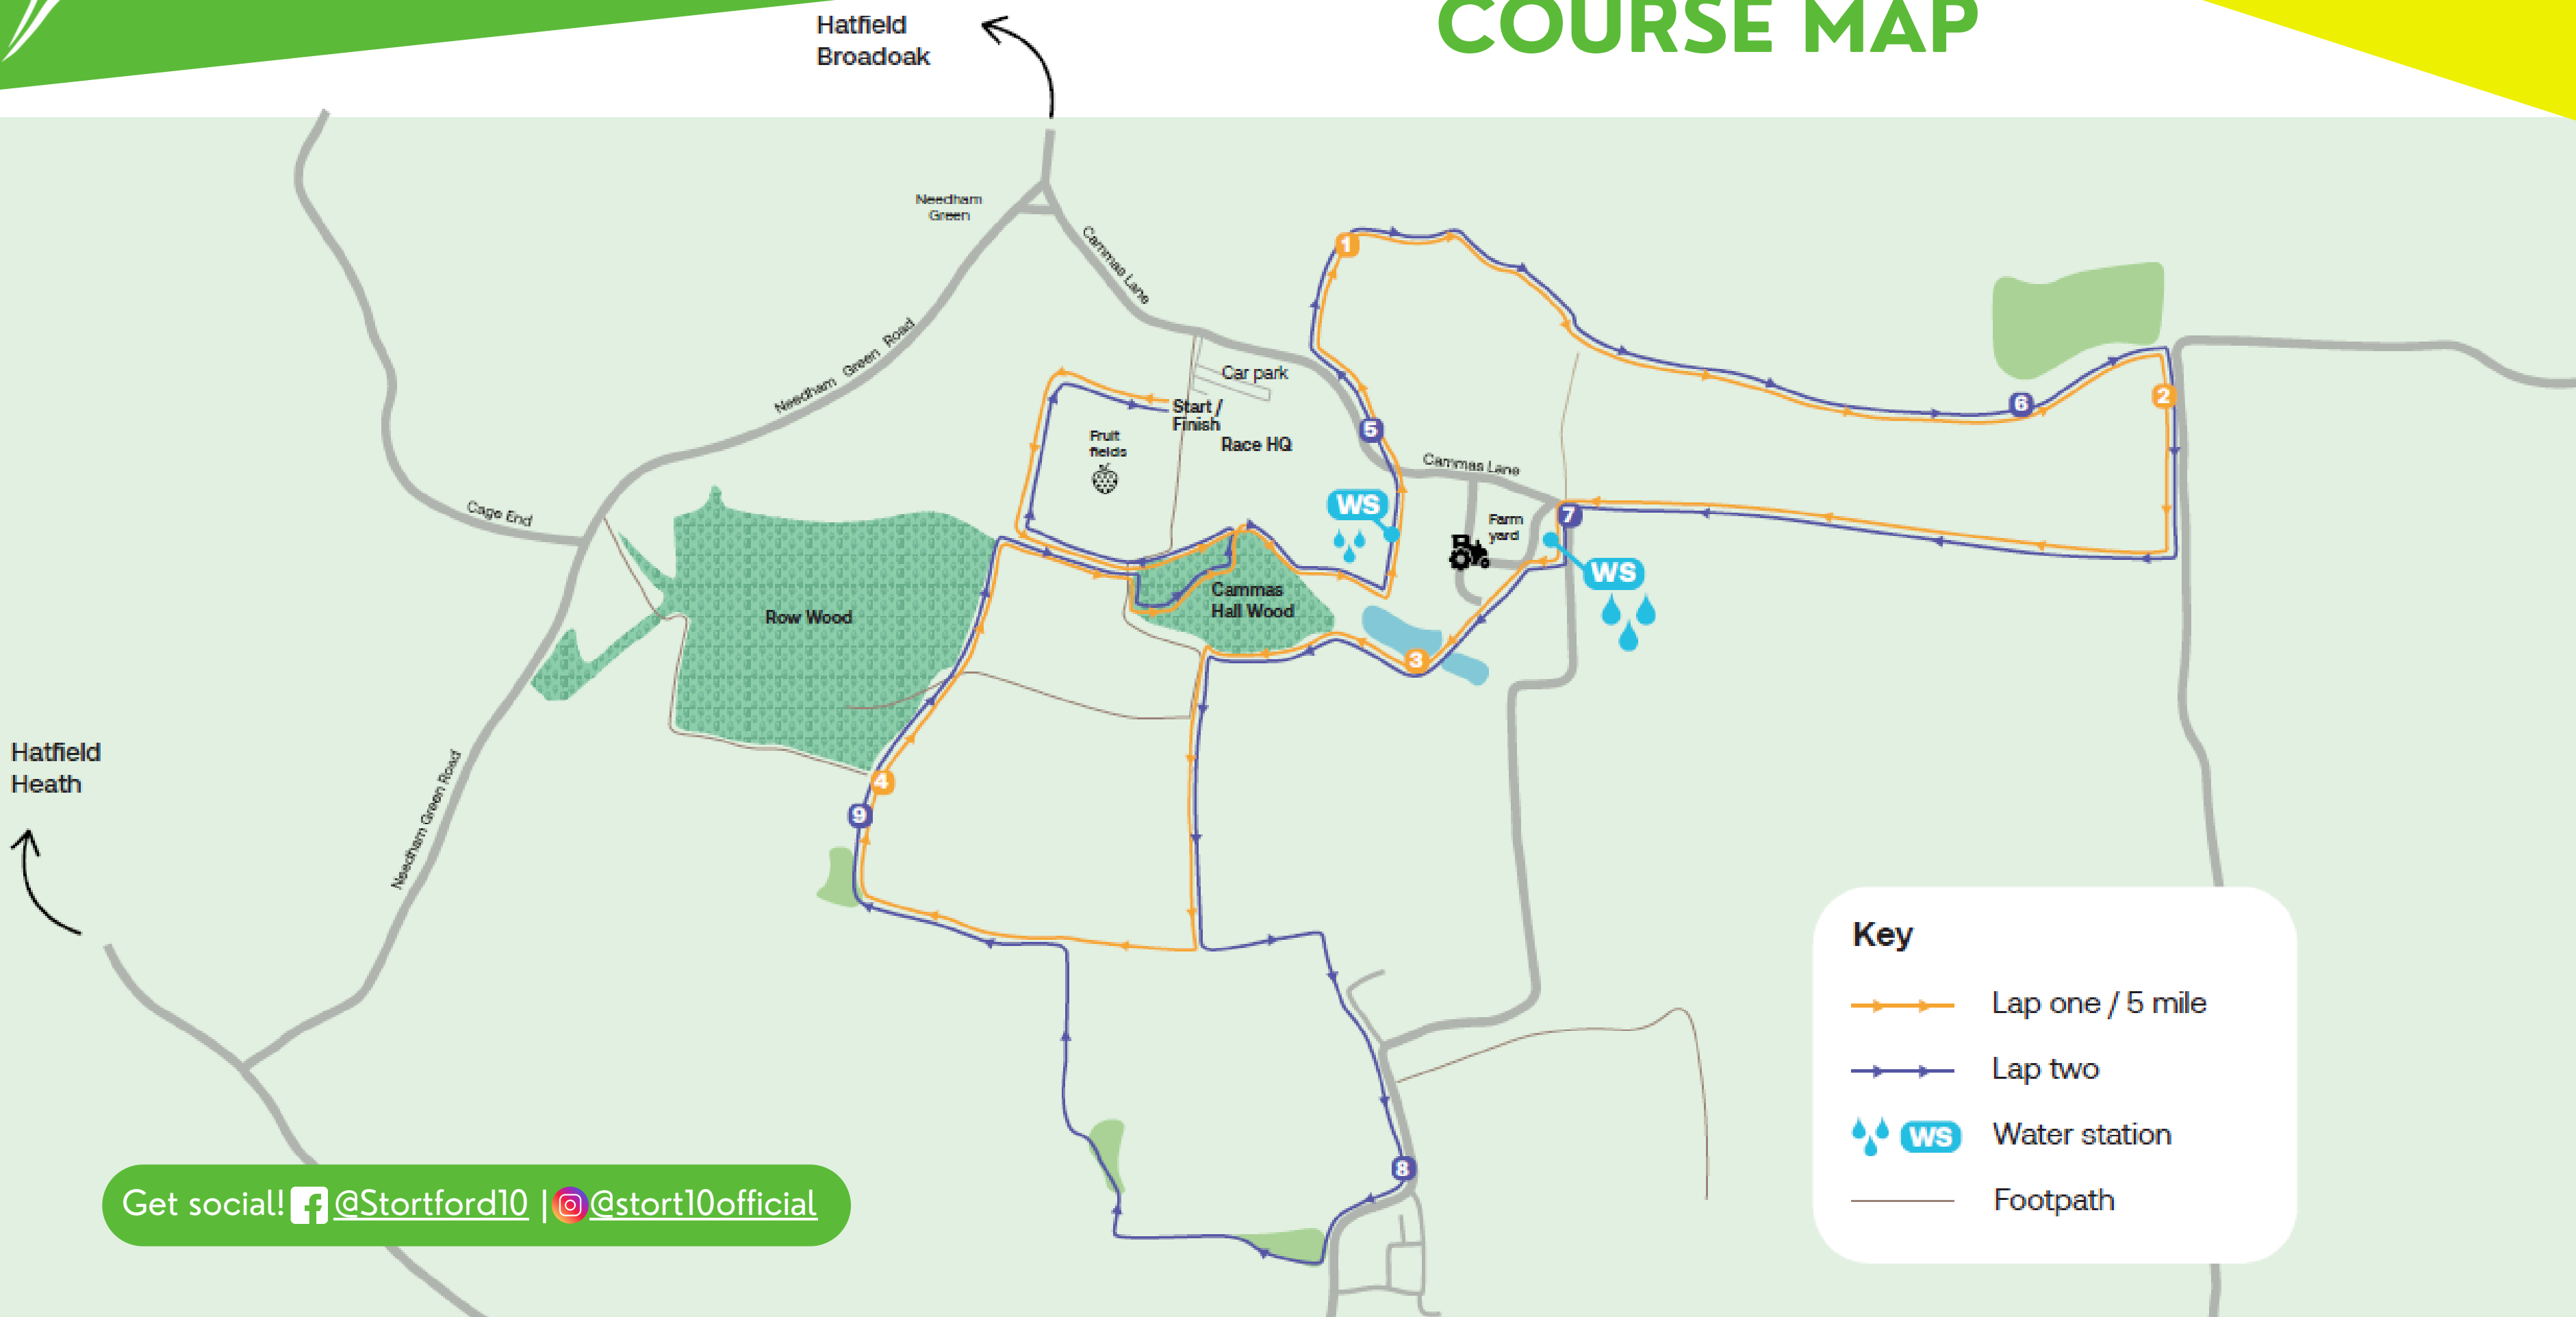 COURSE MAP
Hatfield
Broadoak
Needham
Green
Cammas Lane
Needham Green Road
Car park
Start /
Finish
Race HQ
Fruit
fields
Cage End
Row Wood
Cammas
Hall Wood
Cammas Lane
Farm
yard
WS
WS
1
2
3
4
5
6
7
8
9
Hatfield
Heath
Needham Green Road
Key
Lap one / 5 mile
Lap two
WS Water station
Footpath
Get social! @Stortford10 | @stort10official